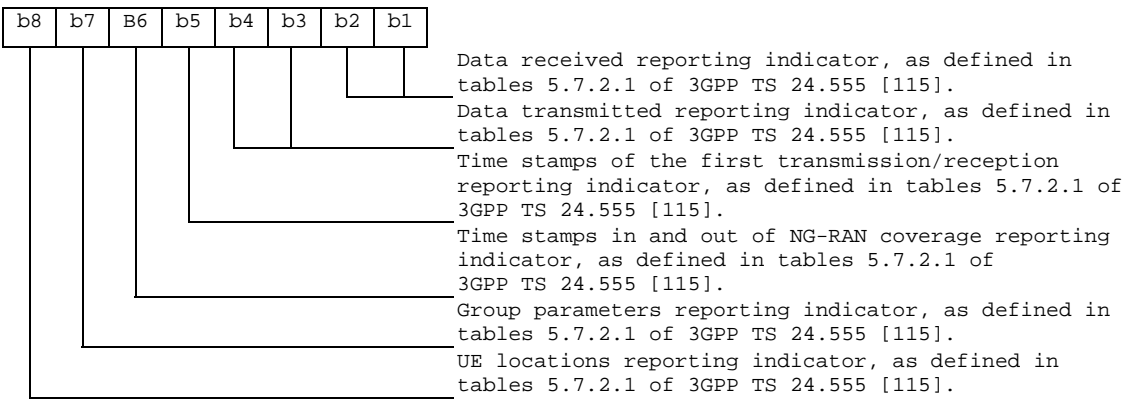 b8 b7 B6 b5 b4 b3 b2 b1
Data received reporting indicator, as defined in
tables 5.7.2.1 of 3GPP TS 24.555 [115].
Data transmitted reporting indicator, as defined in
tables 5.7.2.1 of 3GPP TS 24.555 [115].
Time stamps of the first transmission/reception
reporting indicator, as defined in tables 5.7.2.1 of
3GPP TS 24.555 [115].
Time stamps in and out of NG-RAN coverage reporting
indicator, as defined in tables 5.7.2.1 of
3GPP TS 24.555 [115].
Group parameters reporting indicator, as defined in
tables 5.7.2.1 of 3GPP TS 24.555 [115].
UE locations reporting indicator, as defined in
tables 5.7.2.1 of 3GPP TS 24.555 [115].